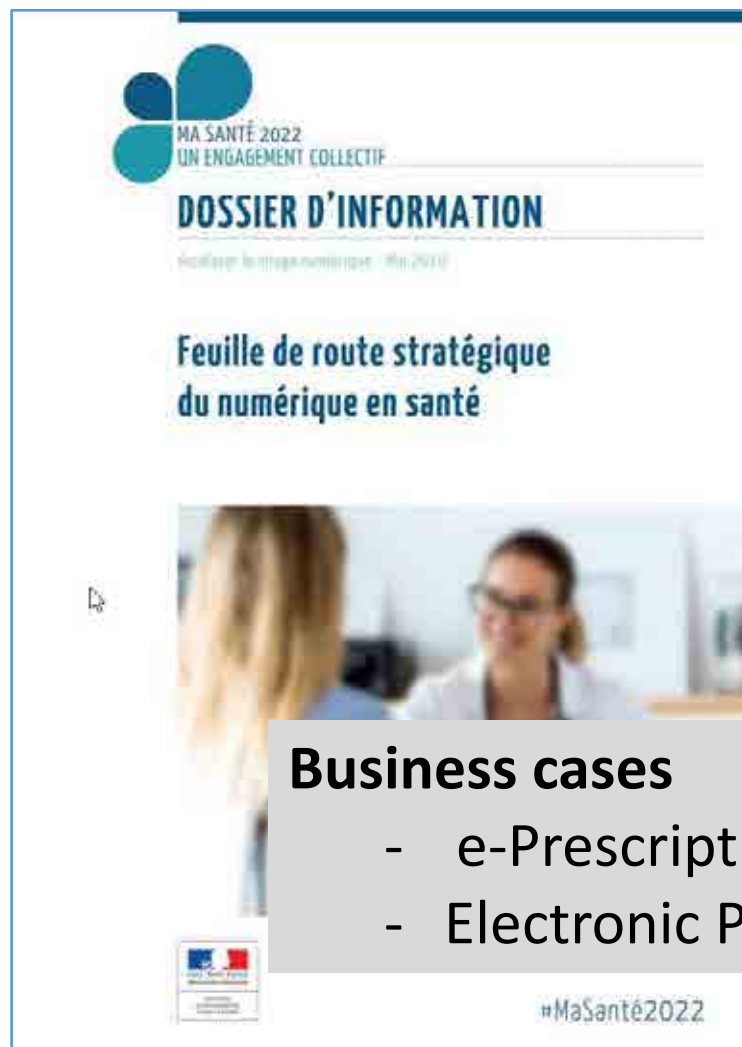 MA SANTÉ 2022
UN ENGAGEMENT COLLECTIF
DOSSIER D'INFORMATION
Feuille de route stratégique
du numérique en santé
Business cases
- e-Prescript
- Electronic P
#MaSanté2022